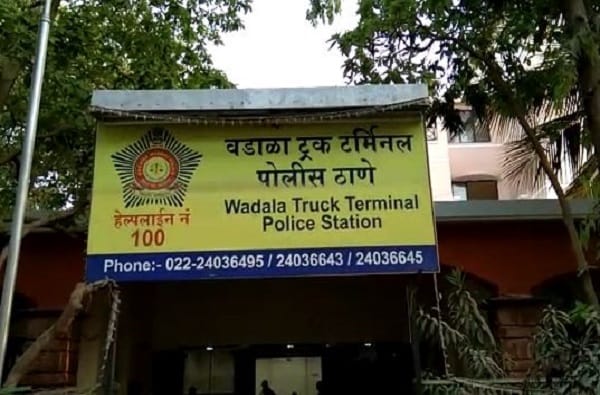 वडाळा ट्रक टर्मिनल
पोलीस ठाणे
Wadala Truck Terminal
Police Station
हेल्पलाईन नं
100
Phone:- 022-24036495 / 24036643 / 24036645